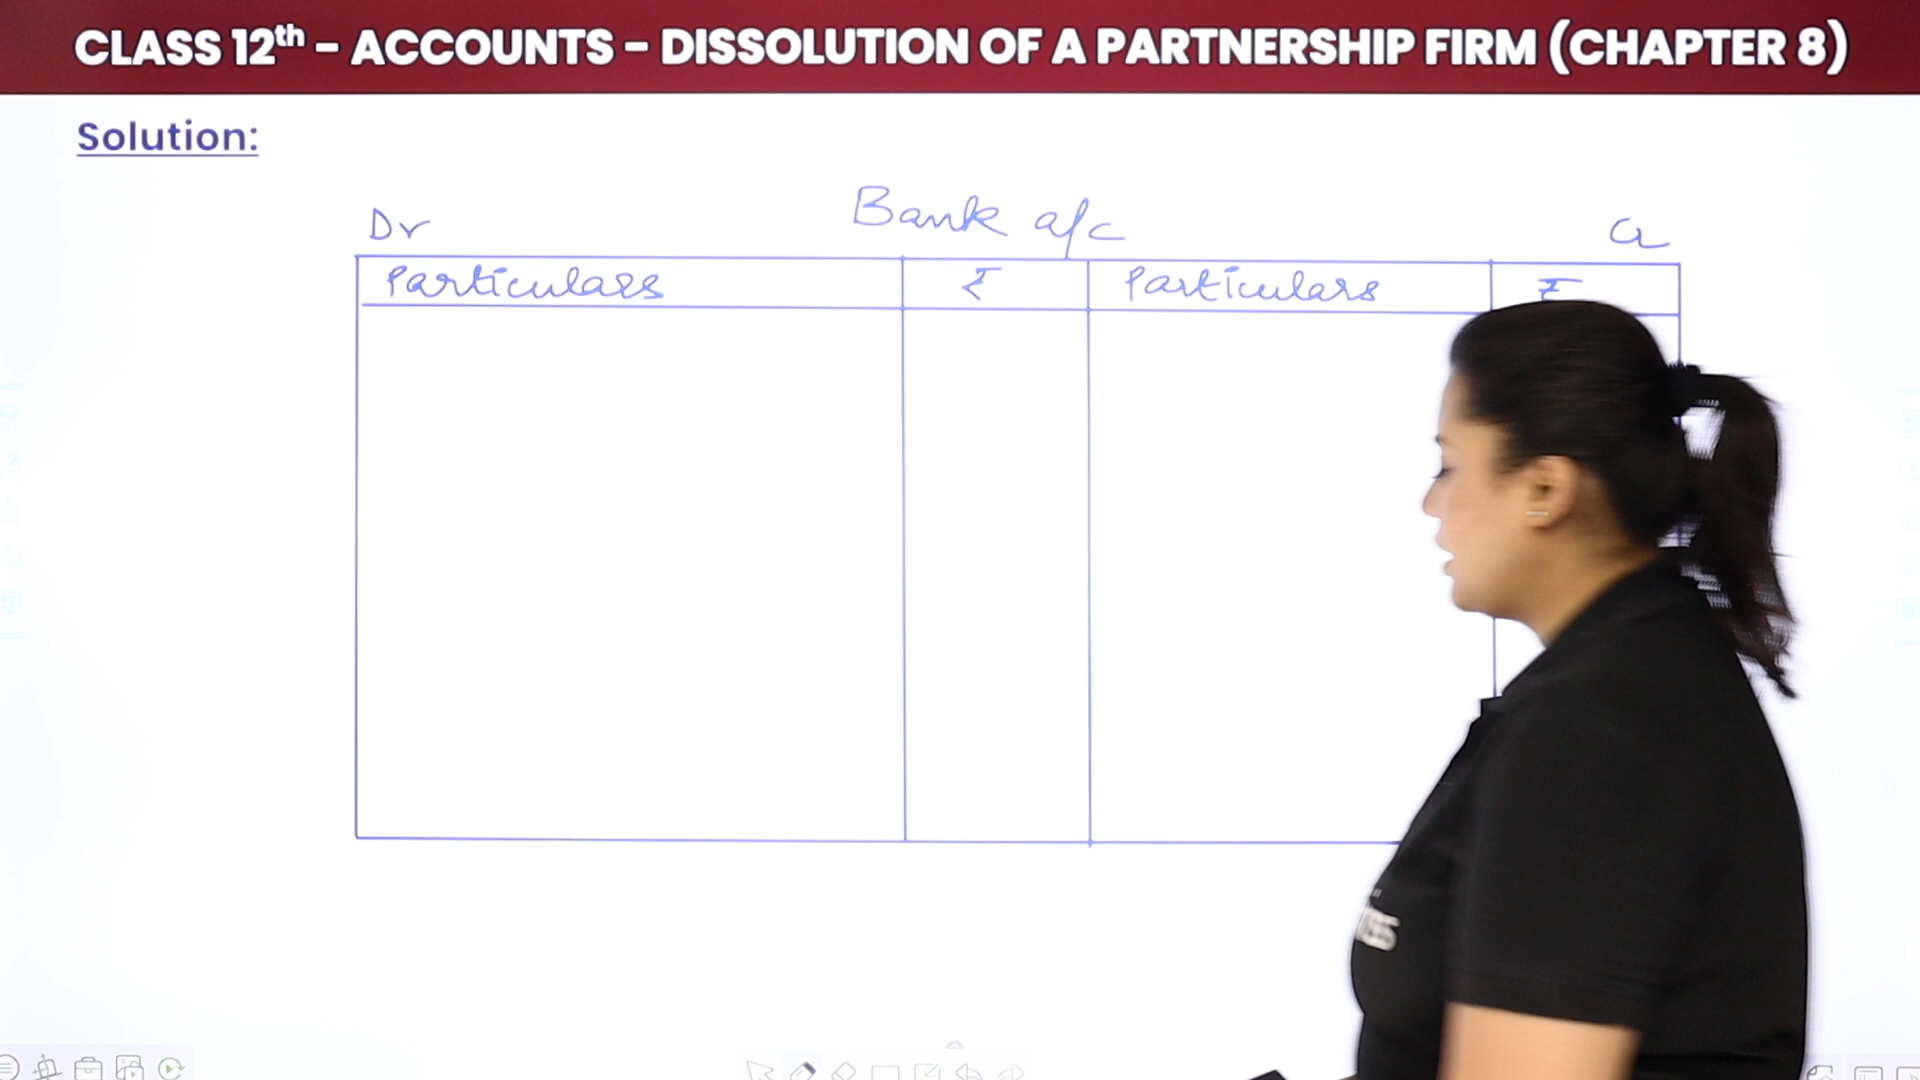 CLASS 12th – ACCOUNTS – DISSOLUTION OF A PARTNERSHIP FIRM (CHAPTER 8)
Solution:
Dr Bank a/c Cr
Particulars ₹ Particulars ₹